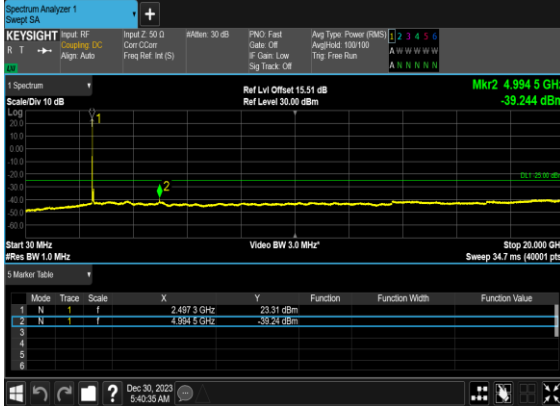 Spectrum Analyzer 1
Swept SA
+
KEYSIGHT Input: RF Input Z: 50 Ω #Atten: 30 dB PNO: Fast Avg Type: Power (RMS) 1 2 3 4 5 6
R T Coupling: DC Corr CCorr Gate: Off Avg|Hold: 100/100 A W W W W W
Align: Auto Freq Ref: Int (S) IF Gain: Low Trig: Free Run
Sig Track: Off A N N N N N
1 Spectrum Ref Lvl Offset 15.51 dB Mkr2 4.994 5 GHz
Scale/Div 10 dB Ref Level 30.00 dBm -39.244 dBm
Log
20.0
10.0
0.00
-10.0
-20.0
-30.0
-40.0
-50.0
-60.0
1
2
DL1 25.00 dBm
Start 30 MHz Video BW 3.0 MHz* Stop 20.000 GHz
#Res BW 1.0 MHz Sweep 34.7 ms (40001 pts)
5 Marker Table
Mode Trace Scale X Y Function Function Width Function Value
1 N 1 f 2.497 3 GHz 23.31 dBm
2 N 1 f 4.994 5 GHz -39.24 dBm
3
4
5
6
? Dec 30, 2023
5:40:35 AM